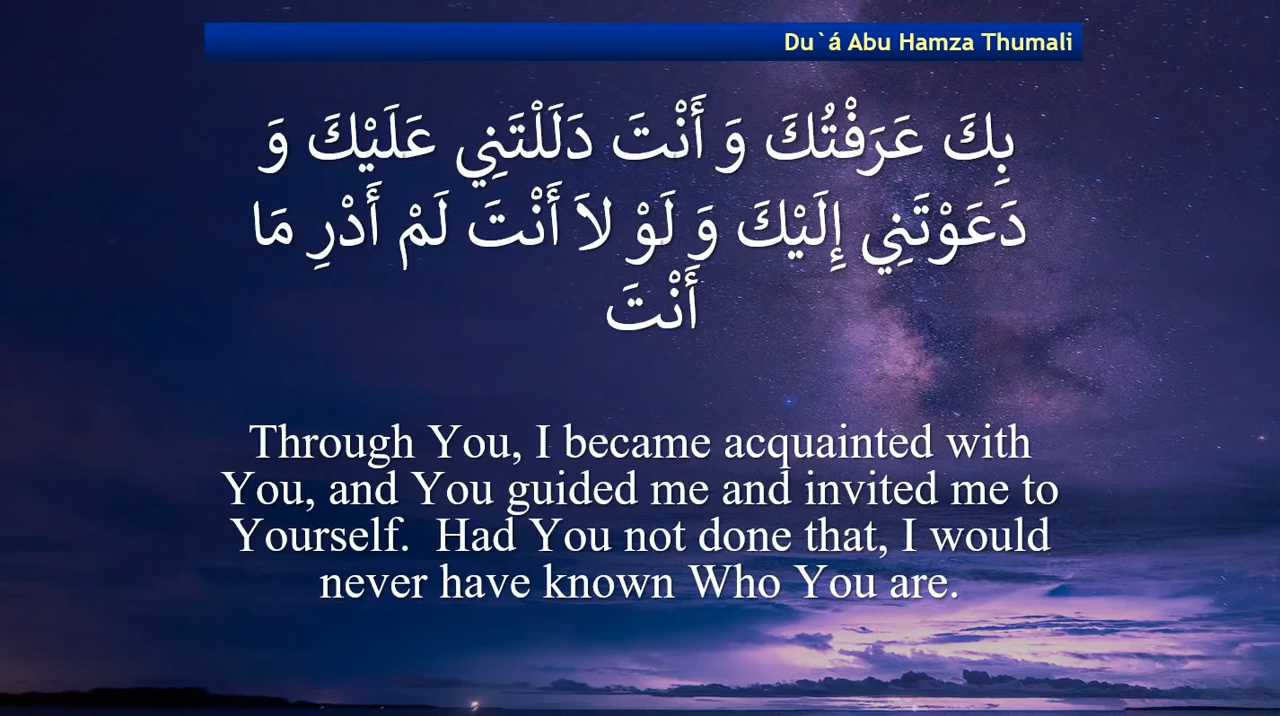 Du`á Abu Hamza Thumali
بِكَ عَرَفْتُكَ وَ أَنْتَ دَلَلْتَنِي عَلَيْكَ وَ
دَعَوْتَنِي إِلَيْكَ وَ لَوْ لاَ أَنْتَ لَمْ أَدْرِ مَا
أَنْتَ
Through You, I became acquainted with
You, and You guided me and invited me to
Yourself.  Had You not done that, I would
never have known Who You are.